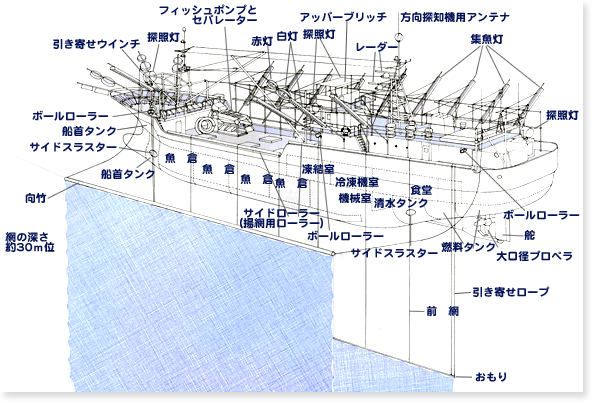 フィッシュポンプと
セパレーター
アッパーブリッチ
方向探知機用アンテナ
探照灯
引き寄せウインチ
赤灯
白灯
探照灯
レーダー
集魚灯
探照灯
ボールローラー
船首タンク
サイドスラスター
船首タンク
魚倉
魚倉
魚倉
魚倉
凍結室
冷凍機室
機械室
食堂
清水タンク
向竹
サイドローラー
(揚網用ローラー)
ボールローラー
ボールローラー
舵
網の深さ
約30m位
サイドスラスター
燃料タンク
大口径プロペラ
引き寄せロープ
前網
おもり